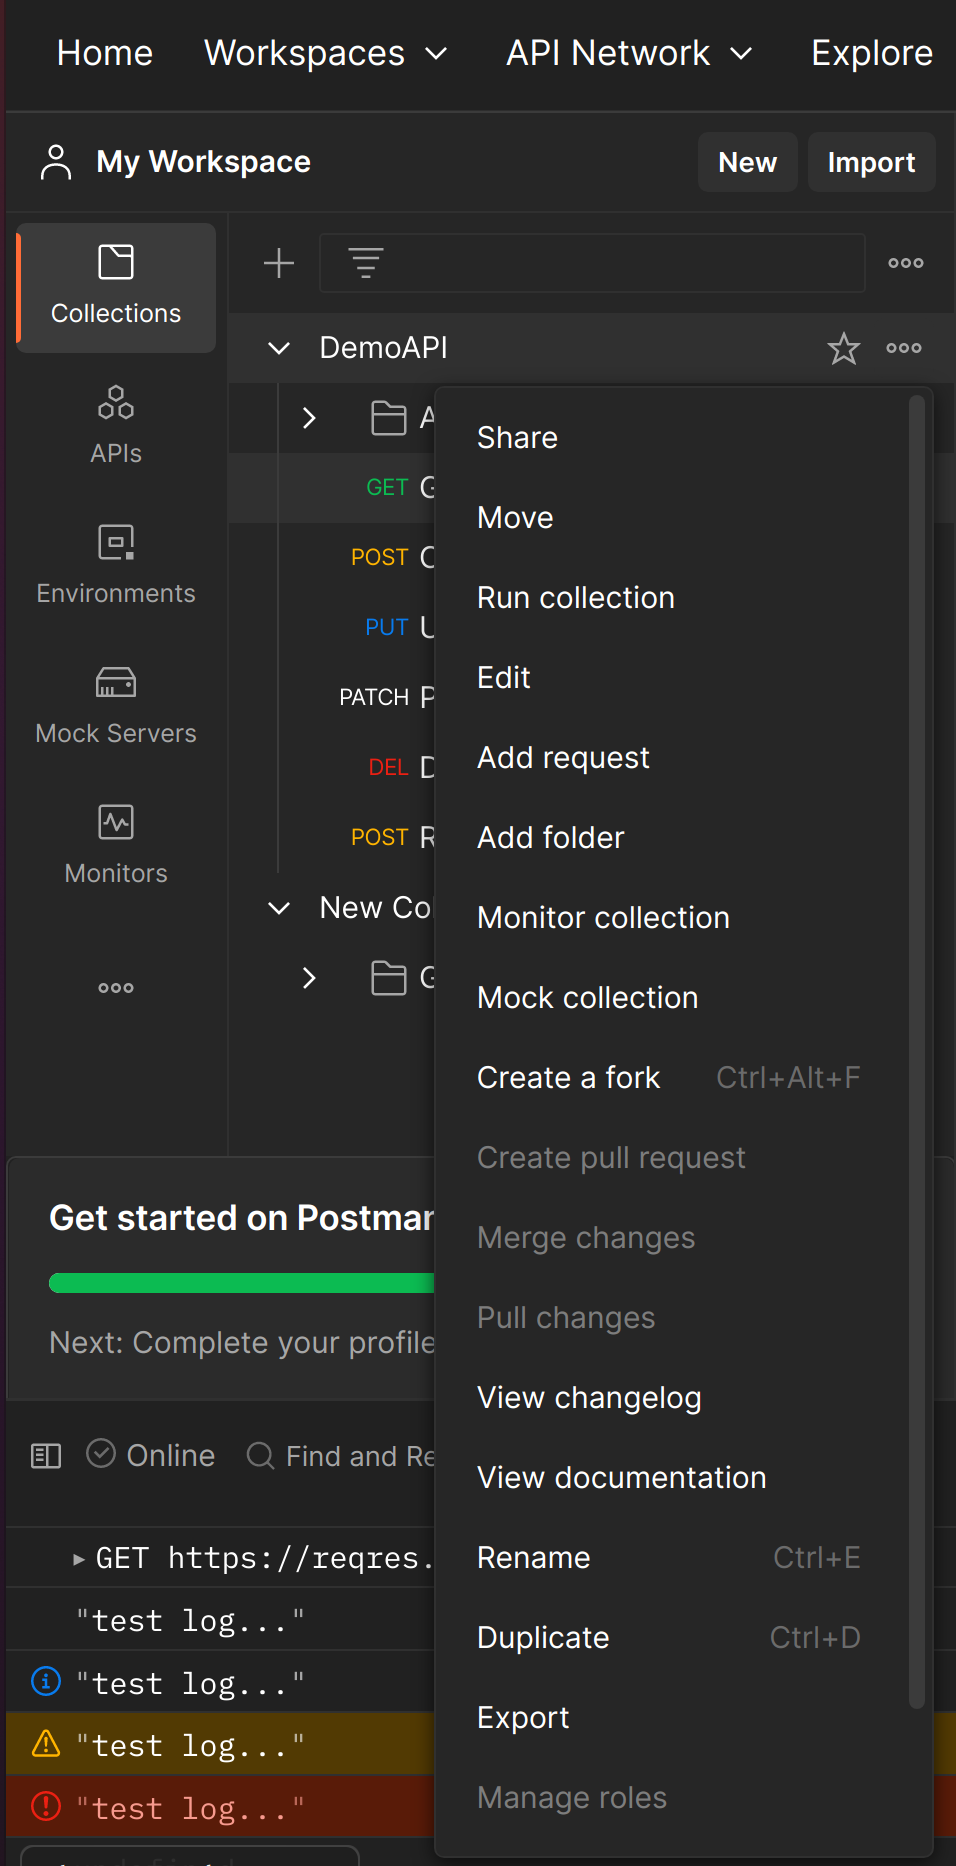 Home Workspaces API Network Explore
My Workspace New Import
Collections
APIs
Environments
Mock Servers
Monitors
DemoAPI
GET
POST
PUT
PATCH
DEL
POST
New
Share
Move
Run collection
Edit
Add request
Add folder
Monitor collection
Mock collection
Create a fork Ctrl+Alt+F
Create pull request
Merge changes
Pull changes
View changelog
View documentation
Rename Ctrl+E
Duplicate Ctrl+D
Export
Manage roles
Get started on Postman
Next: Complete your profile
Online Find and Re
GET https://reqres.
"test log..."
"test log..."
"test log..."
"test log..."